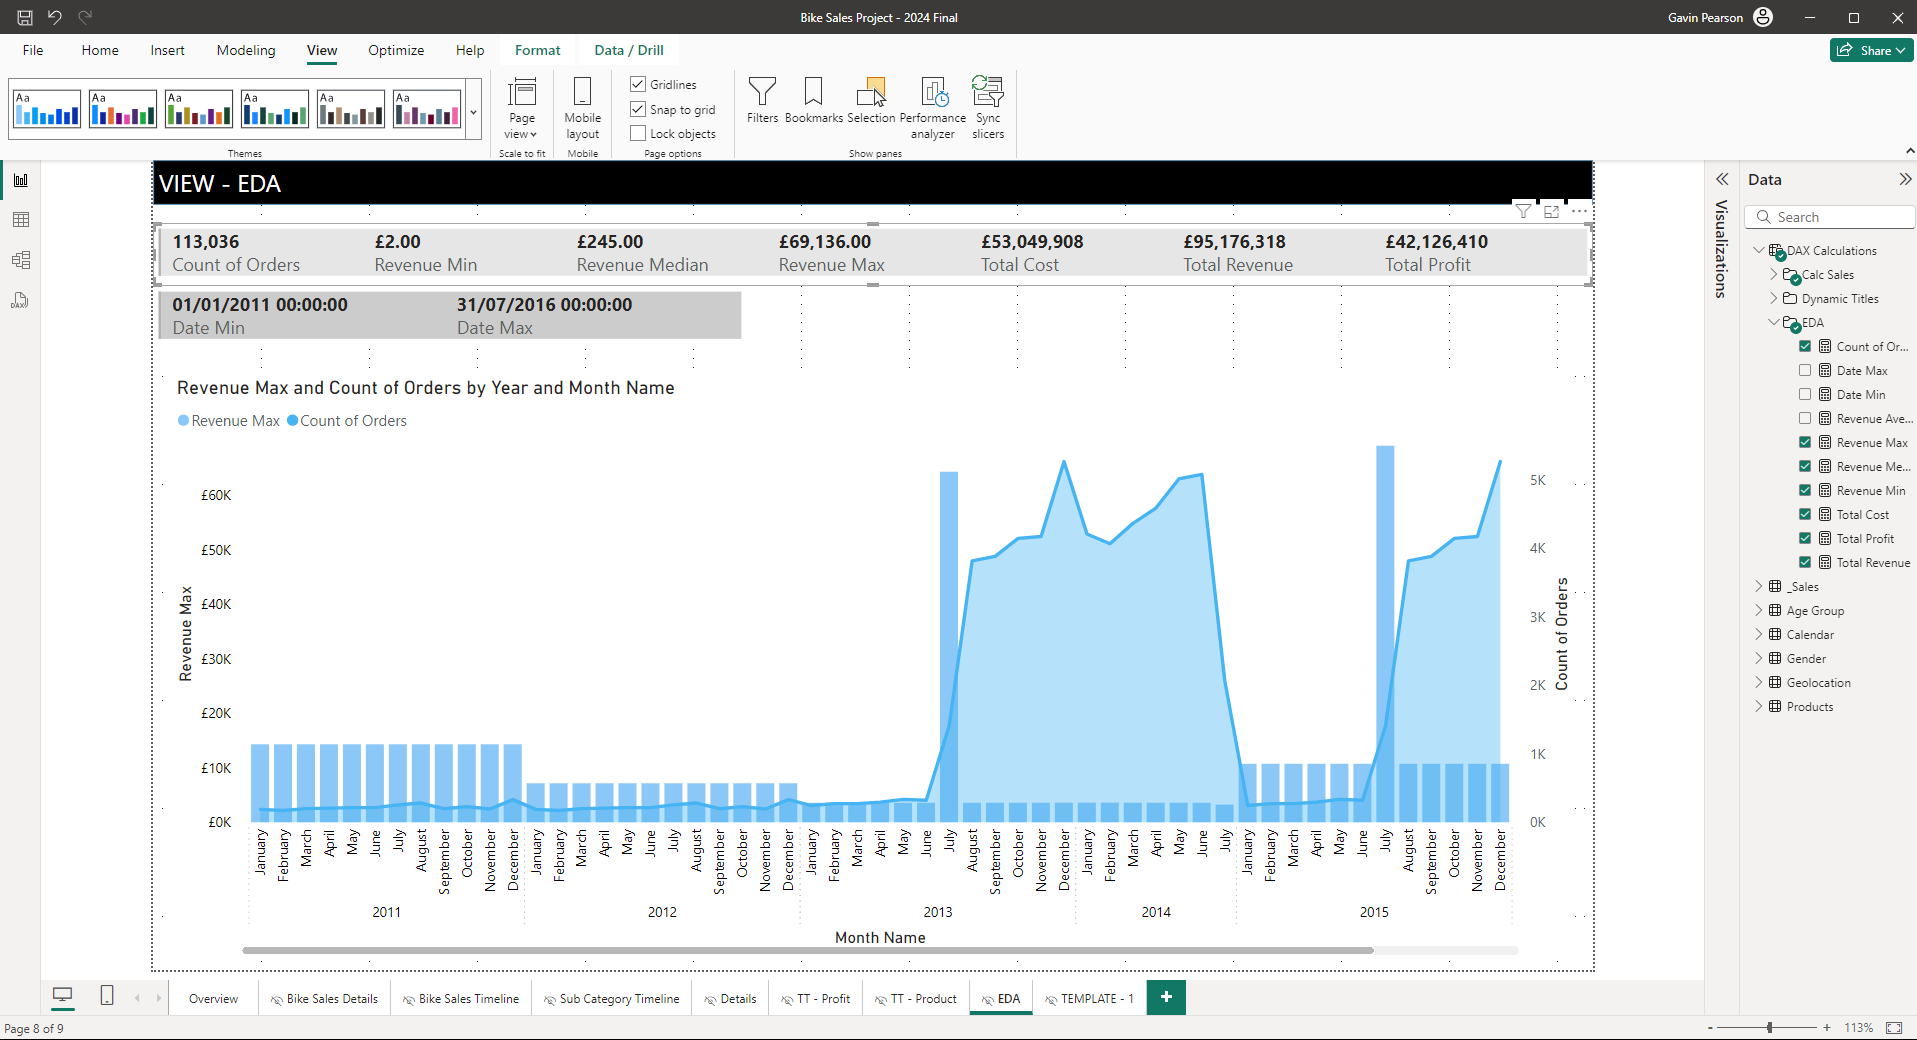 Bike Sales Project - 2024 Final
Gavin Pearson
File Home Insert Modeling View Optimize Help Format Data / Drill
Share
Aa Aa Aa Aa Aa Aa
Page view
Mobile layout
Gridlines
Snap to grid
Lock objects
Filters
Bookmarks
Selection
Performance analyzer
Sync slicers
Themes
Scale to fit
Mobile
Page options
Show panes
VIEW - EDA
113,036 £2.00 £245.00 £69,136.00 £53,049,908 £95,176,318 £42,126,410
Count of Orders Revenue Min Revenue Median Revenue Max Total Cost Total Revenue Total Profit
01/01/2011 00:00:00 31/07/2016 00:00:00
Date Min Date Max
Revenue Max and Count of Orders by Year and Month Name
Revenue Max Count of Orders
£60K
£50K
£40K
£30K
£20K
£10K
£0K
Revenue Max
5K
4K
3K
2K
1K
0K
Count of Orders
January February March April May June July August September October November December January February March April May June July August September October November December January February March April May June July August September October November December January February March April May June July January February March April May June July August September October November December
2011 2012 2013 2014 2015
Month Name
Visualizations
Data
Search
DAX Calculations
Calc Sales
Dynamic Titles
EDA
Count of Or...
Date Max
Date Min
Revenue Ave...
Revenue Max
Revenue Me...
Revenue Min
Total Cost
Total Profit
Total Revenue
_Sales
Age Group
Calendar
Gender
Geolocation
Products
DAX
Overview Bike Sales Details Bike Sales Timeline Sub Category Timeline Details TT - Profit TT - Product EDA TEMPLATE - 1
Page 8 of 9
- + 113%